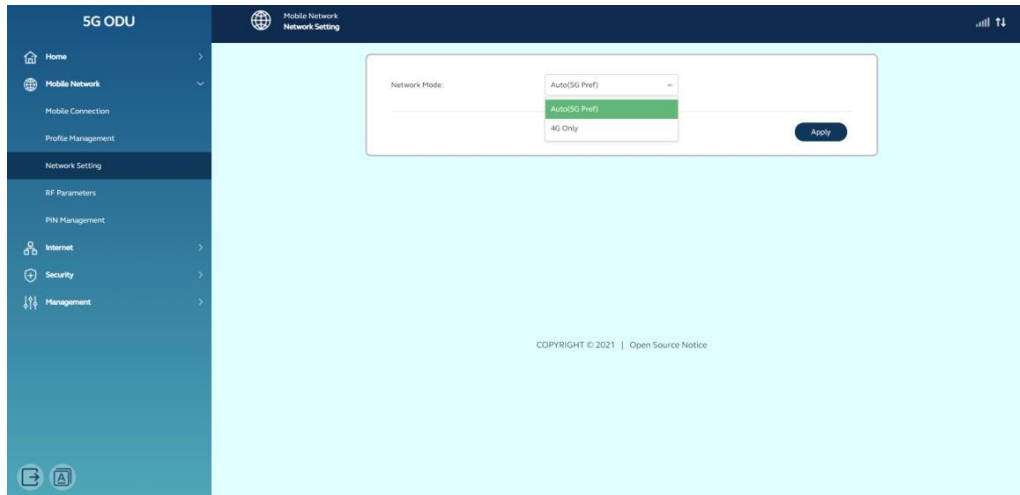 5G ODU
Mobile Network
Network Setting
Home
Mobile Network
Mobile Connection
Profile Management
Network Setting
RF Parameters
PIN Management
Internet
Security
Management
Network Mode:
Auto(5G Pref)
Auto(5G Pref)
4G Only
Apply
COPYRIGHT © 2021 | Open Source Notice
A